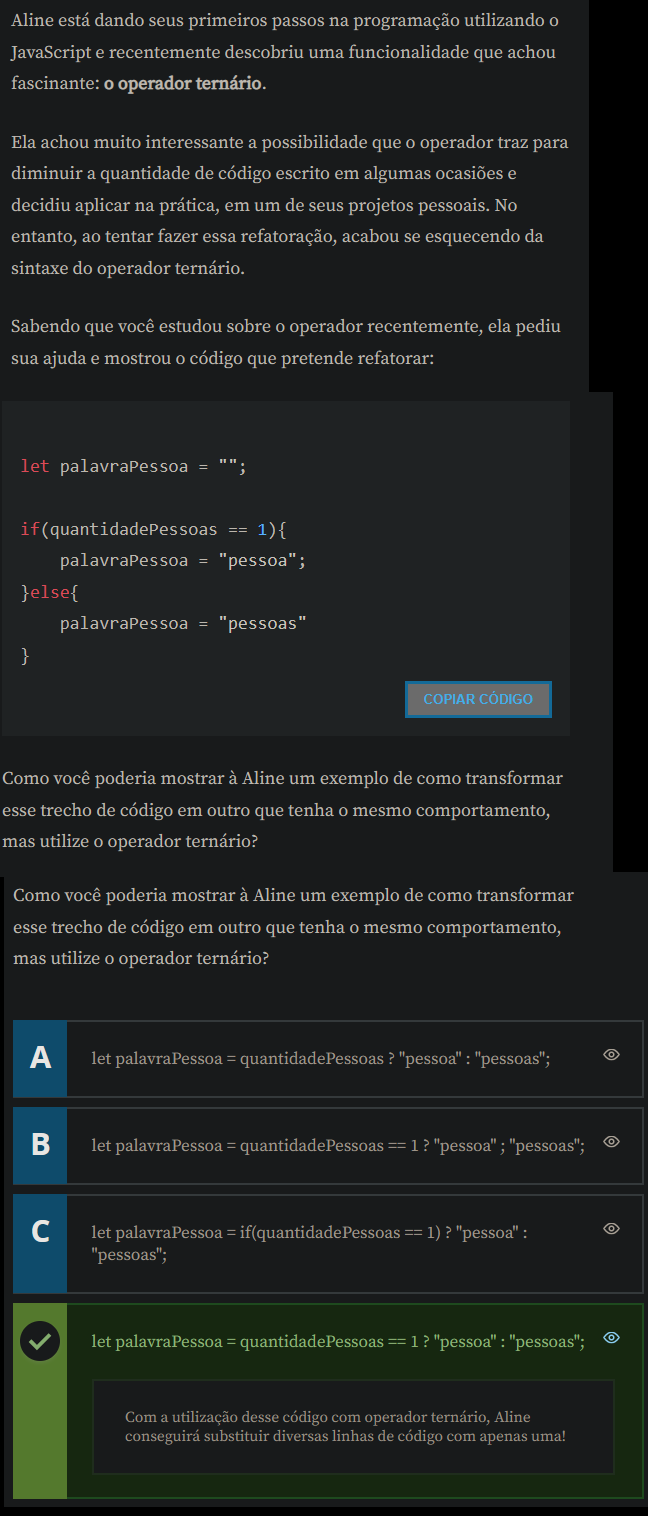 Aline está dando seus primeiros passos na programação utilizando o
JavaScript e recentemente descobriu uma funcionalidade que achou
fascinante: o operador ternário.
Ela achou muito interessante a possibilidade que o operador traz para
diminuir a quantidade de código escrito em algumas ocasiões e
decidiu aplicar na prática, em um de seus projetos pessoais. No
entanto, ao tentar fazer essa refatoração, acabou se esquecendo da
sintaxe do operador ternário.
Sabendo que você estudou sobre o operador recentemente, ela pediu
sua ajuda e mostrou o código que pretende refatorar:
let palavraPessoa = "";
if(quantidadePessoas == 1){
    palavraPessoa = "pessoa";
}else{
    palavraPessoa = "pessoas"
}
COPIAR CÓDIGO
Como você poderia mostrar à Aline um exemplo de como transformar
esse trecho de código em outro que tenha o mesmo comportamento,
mas utilize o operador ternário?
Como você poderia mostrar à Aline um exemplo de como transformar
esse trecho de código em outro que tenha o mesmo comportamento,
mas utilize o operador ternário?
A let palavraPessoa = quantidadePessoas ? "pessoa" : "pessoas";
B let palavraPessoa = quantidadePessoas == 1 ? "pessoa" ; "pessoas";
C let palavraPessoa = if(quantidadePessoas == 1) ? "pessoa" :
"pessoas";
let palavraPessoa = quantidadePessoas == 1 ? "pessoa" : "pessoas";
Com a utilização desse código com operador ternário, Aline
conseguirá substituir diversas linhas de código com apenas uma!